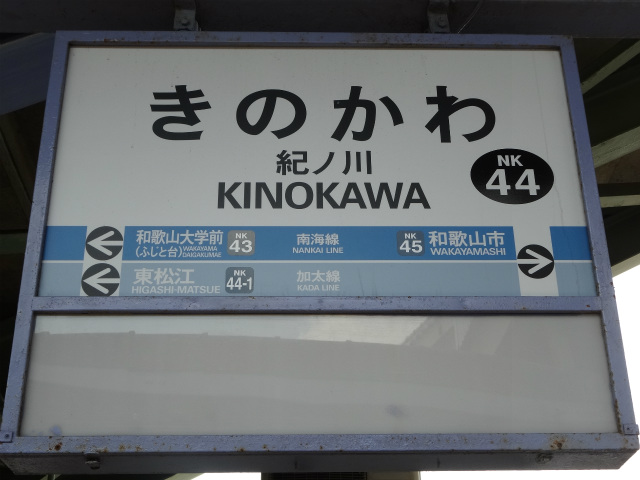 きのかわ
紀ノ川
KINOKAWA
NK
44
和歌山大学前
(ふじと台)
WAKAYAMA
DAIGAKUMAE
NK
43
南海線
NANKAI LINE
NK
45
和歌山市
WAKAYAMASHI
東松江
HIGASHI-MATSUE
NK
44-1
加太線
KADA LINE